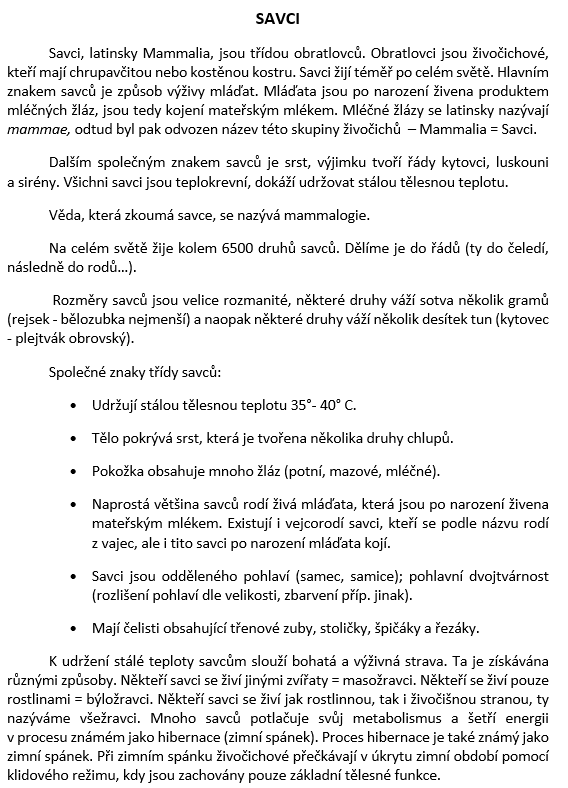 SAVCI
Savci, latinsky Mammalia, jsou třídou obratlovců. Obratlovci jsou živočichové,
kteří mají chrupavčitou nebo kostěnou kostru. Savci žijí téměř po celém světě. Hlavním
znakem savců je způsob výživy mláďat. Mláďata jsou po narození živena produktem
mléčných žláz, jsou tedy kojení mateřským mlékem. Mléčné žlázy se latinsky nazývají
mammae, odtud byl pak odvozen název této skupiny živočichů – Mammalia = Savci.
Dalším společným znakem savců je srst, výjimku tvoří řády kytovci, luskouni
a sirény. Všichni savci jsou teplokrevní, dokáží udržovat stálou tělesnou teplotu.
Věda, která zkoumá savce, se nazývá mammalogie.
Na celém světě žije kolem 6500 druhů savců. Dělíme je do řádů (ty do čeledí,
následně do rodů...).
Rozměry savců jsou velice rozmanité, některé druhy váží sotva několik gramů
(rejsek - bělozubka nejmenší) a naopak některé druhy váží několik desítek tun (kytovec
- plejtvák obrovský).
Společné znaky třídy savců:
• Udržují stálou tělesnou teplotu 35°- 40° C.
• Tělo pokrývá srst, která je tvořena několika druhy chlupů.
• Pokožka obsahuje mnoho žláz (potní, mazové, mléčné).
• Naprostá většina savců rodí živá mláďata, která jsou po narození živena
mateřským mlékem. Existují i vejcorodí savci, kteří se podle názvu rodí
z vajec, ale i tito savci po narození mláďata kojí.
• Savci jsou odděleného pohlaví (samec, samice); pohlavní dvojtvárnost
(rozlišení pohlaví dle velikosti, zbarvení příp. jinak).
• Mají čelisti obsahující třenové zuby, stoličky, špičáky a řezáky.
K udržení stálé teploty savcům slouží bohatá a výživná strava. Ta je získávána
různými způsoby. Někteří savci se živí jinými zvířaty = masožravci. Někteří se živí pouze
rostlinami = býložravci. Někteří savci se živí jak rostlinnou, tak i živočišnou stranou, ty
nazýváme všežravci. Mnoho savců potlačuje svůj metabolismus a šetří energii
v procesu známém jako hibernace (zimní spánek). Proces hibernace je také známý jako
zimní spánek. Při zimním spánku živočichové přečkávají v úkrytu zimní období pomocí
klidového režimu, kdy jsou zachovány pouze základní tělesné funkce.